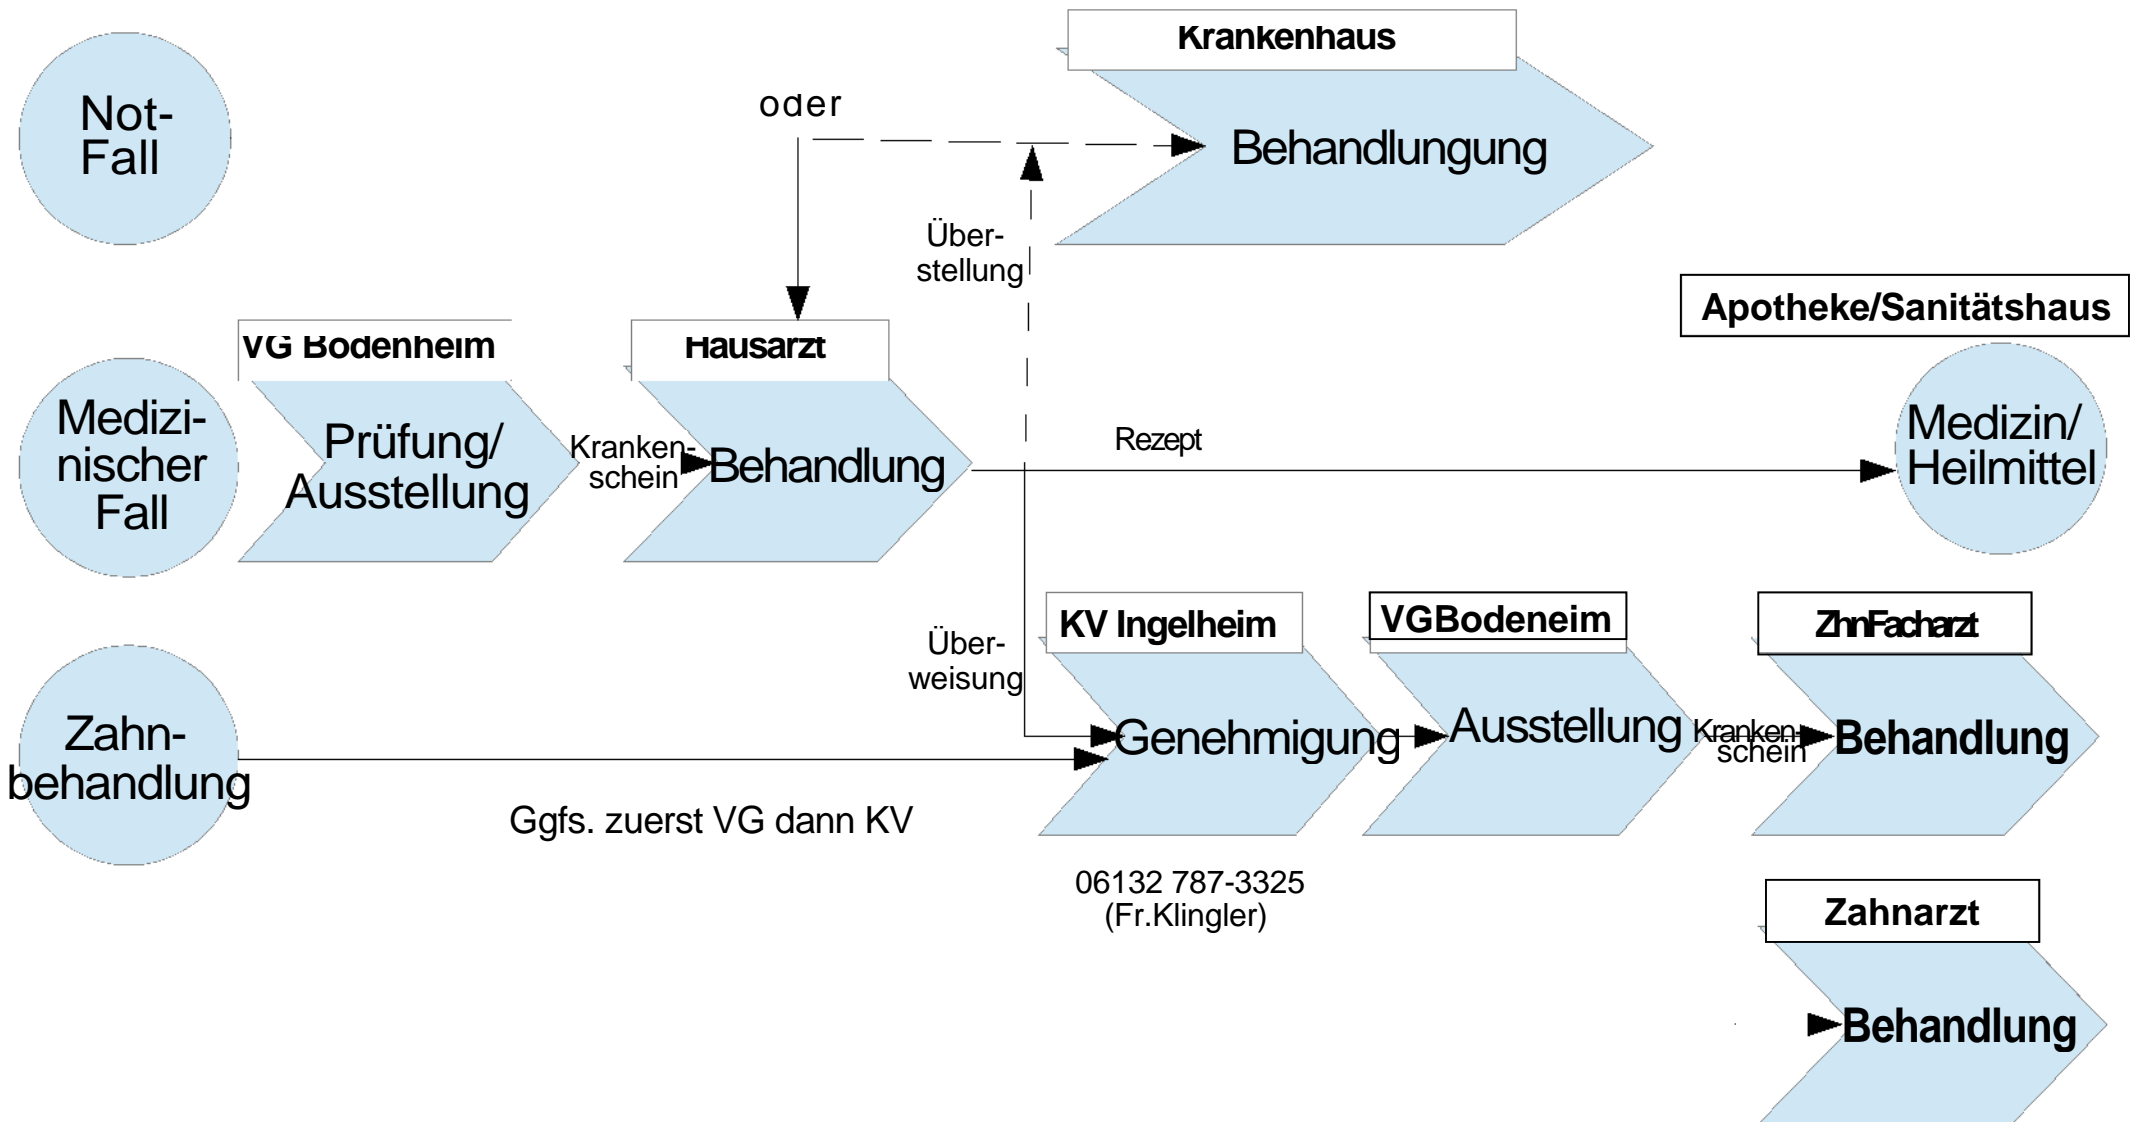 Krankenhaus
Not-
Fall
oder
Behandlungung
Über-
stellung
Apotheke/Sanitätshaus
VG Bodenheim
Hausarzt
Medizi-
nischer
Fall
Prüfung/
Ausstellung
Kranken-
schein
Behandlung
Rezept
Medizin/
Heilmittel
Über-
weisung
KV Ingelheim
VGBodeneim
ZhnFacharzt
Zahn-
behandlung
Genehmigung
Ausstellung
Kranken-
schein
Behandlung
Ggfs. zuerst VG dann KV
06132 787-3325
(Fr.Klingler)
Zahnarzt
Behandlung